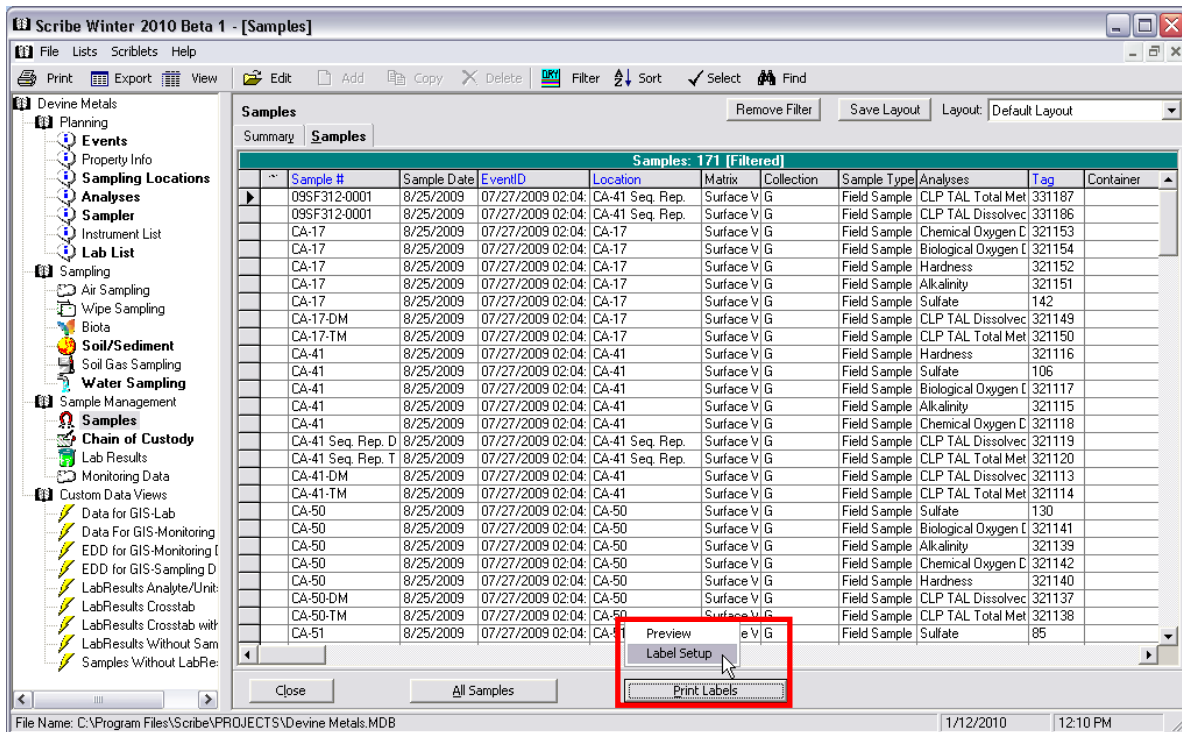 Scribe Winter 2010 Beta 1 - [Samples]
File Lists Scriblets Help
Print Export View Edit Add Copy Delete QRY Filter Sort Select Find
Devine Metals
Planning
Events
Property Info
Sampling Locations
Analyses
Sampler
Instrument List
Lab List
Sampling
Air Sampling
Wipe Sampling
Biota
Soil/Sediment
Soil Gas Sampling
Water Sampling
Sample Management
Samples
Chain of Custody
Lab Results
Monitoring Data
Custom Data Views
Data for GIS-Lab
Data For GIS-Monitoring
EDD for GIS-Monitoring
EDD for GIS-Sampling D
LabResults Analyte/Unit
LabResults Crosstab
LabResults Crosstab with
LabResults Without Sam
Samples Without LabRe
Samples Remove Filter Save Layout Layout: Default Layout
Summary Samples
Samples: 171 [Filtered]
Sample # Sample Date EventID Location Matrix Collection Sample Type Analyses Tag Container
09SF312-0001 8/25/2009 07/27/2009 02:04: CA-41 Seq. Rep. Surface G Field Sample CLP TAL Total Met 331187
09SF312-0001 8/25/2009 07/27/2009 02:04: CA-41 Seq. Rep. Surface G Field Sample CLP TAL Dissolvec 331186
CA-17 8/25/2009 07/27/2009 02:04: CA-17 Surface G Field Sample Chemical Oxygen D 321153
CA-17 8/25/2009 07/27/2009 02:04: CA-17 Surface G Field Sample Biological Oxygen 321154
CA-17 8/25/2009 07/27/2009 02:04: CA-17 Surface G Field Sample Hardness 321152
CA-17 8/25/2009 07/27/2009 02:04: CA-17 Surface G Field Sample Alkalinity 321151
CA-17 8/25/2009 07/27/2009 02:04: CA-17 Surface G Field Sample Sulfate 142
CA-17-DM 8/25/2009 07/27/2009 02:04: CA-17 Surface G Field Sample CLP TAL Dissolvec 321149
CA-17-TM 8/25/2009 07/27/2009 02:04: CA-17 Surface G Field Sample CLP TAL Total Met 321150
CA-41 8/25/2009 07/27/2009 02:04: CA-41 Surface G Field Sample Hardness 321116
CA-41 8/25/2009 07/27/2009 02:04: CA-41 Surface G Field Sample Sulfate 106
CA-41 8/25/2009 07/27/2009 02:04: CA-41 Surface G Field Sample Biological Oxygen 321117
CA-41 8/25/2009 07/27/2009 02:04: CA-41 Surface G Field Sample Alkalinity 321115
CA-41 8/25/2009 07/27/2009 02:04: CA-41 Surface G Field Sample Chemical Oxygen D 321118
CA-41 Seq. Rep. D 8/25/2009 07/27/2009 02:04: CA-41 Seq. Rep. Surface G Field Sample CLP TAL Dissolvec 321119
CA-41 Seq. Rep. T 8/25/2009 07/27/2009 02:04: CA-41 Seq. Rep. Surface G Field Sample CLP TAL Total Met 321120
CA-41-DM 8/25/2009 07/27/2009 02:04: CA-41 Surface G Field Sample CLP TAL Dissolvec 321113
CA-41-TM 8/25/2009 07/27/2009 02:04: CA-41 Surface G Field Sample CLP TAL Total Met 321114
CA-50 8/25/2009 07/27/2009 02:04: CA-50 Surface G Field Sample Sulfate 130
CA-50 8/25/2009 07/27/2009 02:04: CA-50 Surface G Field Sample Biological Oxygen 321141
CA-50 8/25/2009 07/27/2009 02:04: CA-50 Surface G Field Sample Alkalinity 321139
CA-50 8/25/2009 07/27/2009 02:04: CA-50 Surface G Field Sample Chemical Oxygen D 321142
CA-50 8/25/2009 07/27/2009 02:04: CA-50 Surface G Field Sample Hardness 321140
CA-50-DM 8/25/2009 07/27/2009 02:04: CA-50 Surface G Field Sample CLP TAL Dissolvec 321137
CA-50-TM 8/25/2009 07/27/2009 02:04: CA-50 Surface G Field Sample CLP TAL Total Met 321138
CA-51 8/25/2009 07/27/2009 02:04: CA-51 G Field Sample Sulfate 85
Preview
Label Setup
Close All Samples Print Labels
File Name: C:\Program Files\Scribe\PROJECTS\Devine Metals.MDB 1/12/2010 12:10 PM